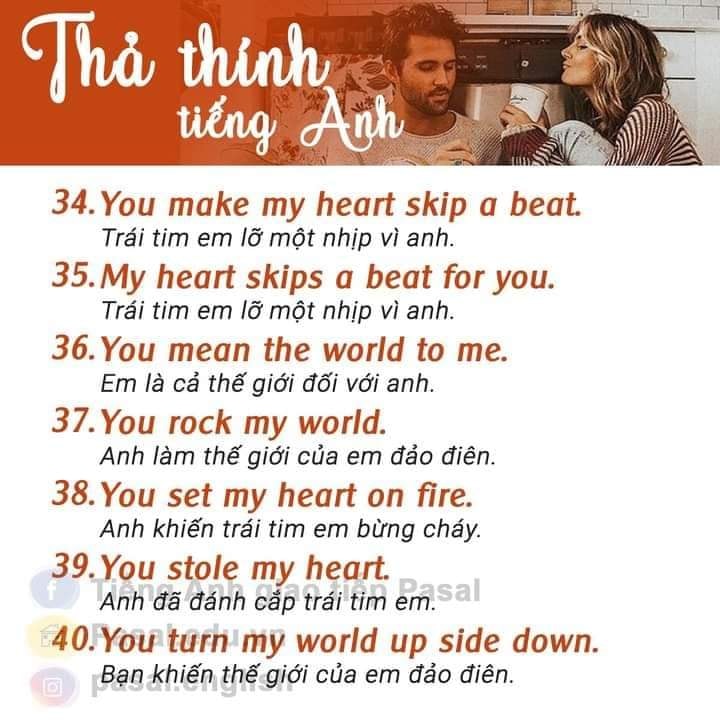 Thả thính
tiếng Anh
34. You make my heart skip a beat.
Trái tim em lỡ một nhịp vì anh.
35. My heart skips a beat for you.
Trái tim em lỡ một nhịp vì anh.
36. You mean the world to me.
Em là cả thế giới đối với anh.
37. You rock my world.
Anh làm thế giới của em đảo điên.
38. You set my heart on fire.
Anh khiến trái tim em bừng cháy.
39. You stole my heart.
Tiếng Anh giao tiếp Pasal
Anh đã đánh cắp trái tim em.
40. You turn my world up side down.
Pasal.edu.vn
Bạn khiến thế giới của em đảo điên.
pasal.english